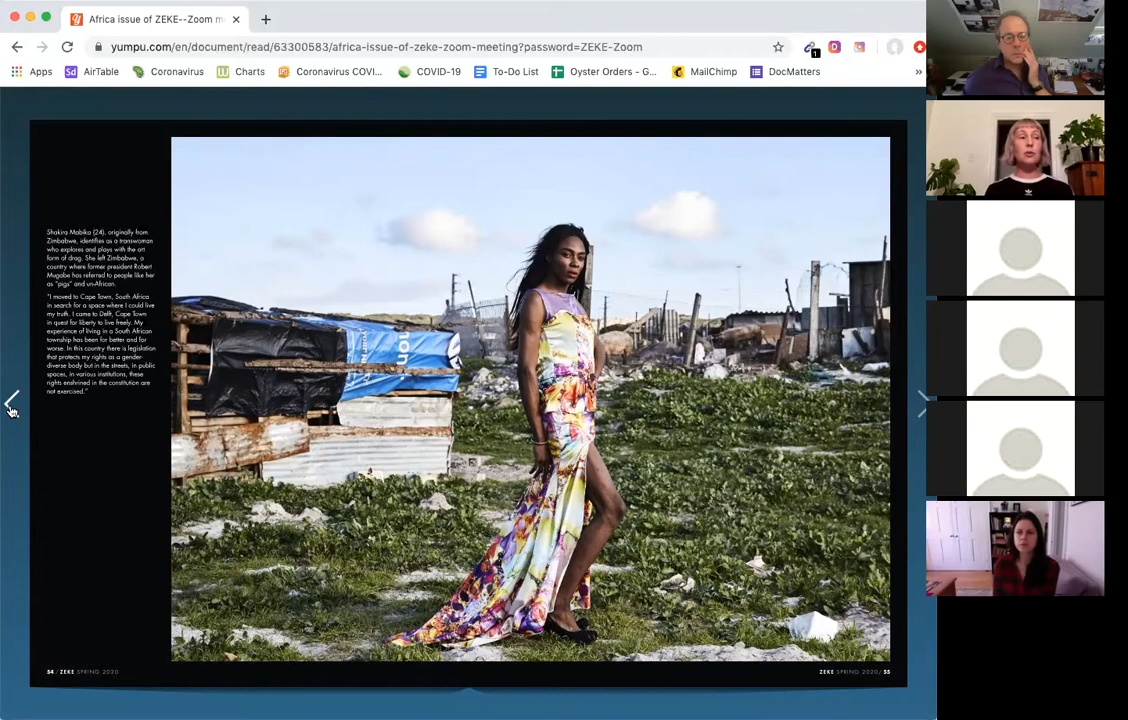 Africa issue of ZEKE--Zoom m
yumpu.com/en/document/read/63300583/africa-issue-of-zeke-zoom-meeting?password=ZEKE-Zoom
1
Apps AirTable Coronavirus Charts Coronavirus COVI... COVID-19 To-Do List Oyster Orders - G... MailChimp DocMatters »
Shakira Mabika (24), originally from
Zimbabwe, identifies as a transwoman
who explores and plays with the art
form of drag. She left Zimbabwe, a
country where former president Robert
Mugabe has referred to people like her
as "pigs" and un-African.
"I moved to Cape Town, South Africa
in search for a space where I could live
my truth. I came to Delft, Cape Town
in quest for liberty to live freely. My
experience of living in a South African
township has been for better and for
worse. In this country there is legislation
that protects my rights as a gender-
diverse body but in the streets, in public
spaces, in various institutions, these
rights enshrined in the constitution are
not exercised."
54 / ZEKE SPRING 2020
ZEKE SPRING 2020/ 55